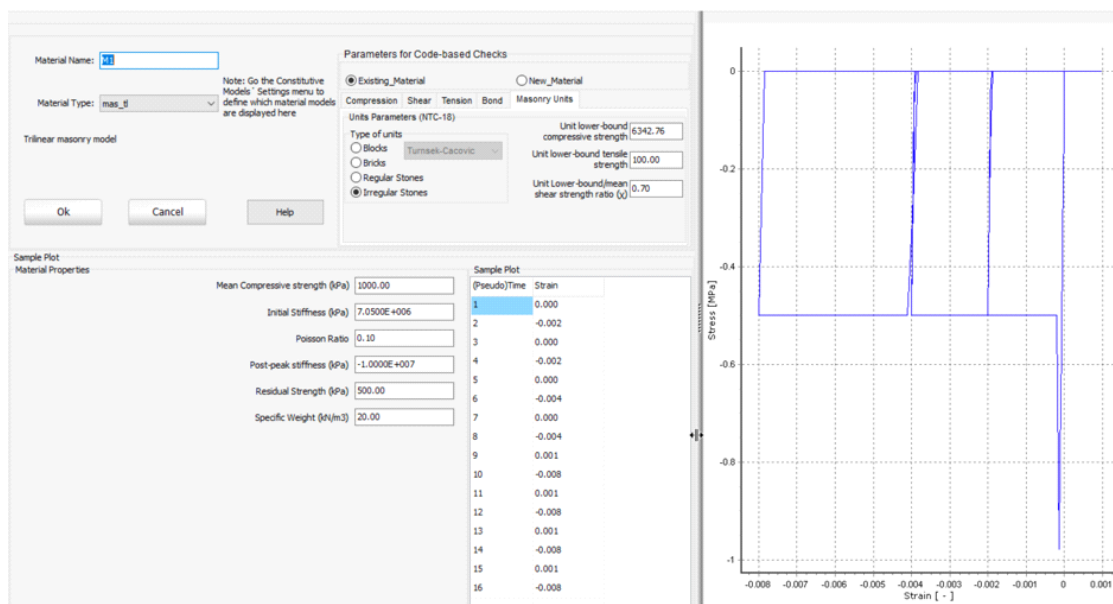 Material Name: M1
Material Type: mas_tl
Note: Go the Constitutive
Models` Settings menu to
define which material models
are displayed here
Trilinear masonry model
Ok
Cancel
Help
Parameters for Code-based Checks
Existing_Material
New_Material
Compression Shear Tension Bond Masonry Units
Units Parameters (NTC-18)
Type of units
Blocks
Turnsek-Cacovic
Bricks
Regular Stones
Irregular Stones
Unit lower-bound
compressive strength 6342.76
Unit lower-bound tensile
strength 100.00
Unit Lower-bound/mean
shear strength ratio (γ) 0.70
Sample Plot
Material Properties
Mean Compressive strength (kPa) 1000.00
Initial Stiffness (kPa) 7.0500E+006
Poisson Ratio 0.10
Post-peak stiffness (kPa) -1.0000E+007
Residual Strength (kPa) 500.00
Specific Weight (kN/m3) 20.00
Sample Plot
(Pseudo)Time Strain
1 0.000
2 -0.002
3 0.000
4 -0.002
5 0.000
6 -0.004
7 0.000
8 -0.004
9 0.001
10 -0.008
11 0.001
12 -0.008
13 0.001
14 -0.008
15 0.001
16 -0.008
Stress [MPa]
0
-0.2
-0.4
-0.6
-0.8
-1
-0.008 -0.007 -0.006 -0.005 -0.004 -0.003 -0.002 -0.001 0 0.001
Strain [ - ]